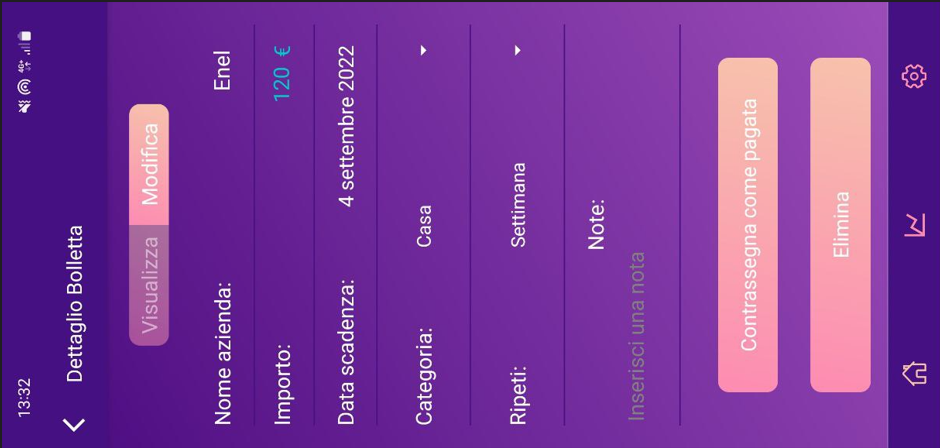 13:32
4G+
Dettaglio Bolletta
Visualizza Modifica
Nome azienda: Enel
Importo: 120 €
Data scadenza: 4 settembre 2022
Categoria: Casa
Ripeti: Settimana
Note:
Inserisci una nota
Contrassegna come pagata
Elimina